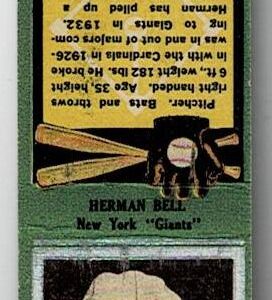 HERMAN BELL
New York "Giants"
Pitcher. Bats and throws
right handed. Age 35, height
6 ft., weight 182 lbs. He broke
in with the Cardinals in 1926-
was in and out of majors com-
ing to Giants in 1932.
Herman has piled up a